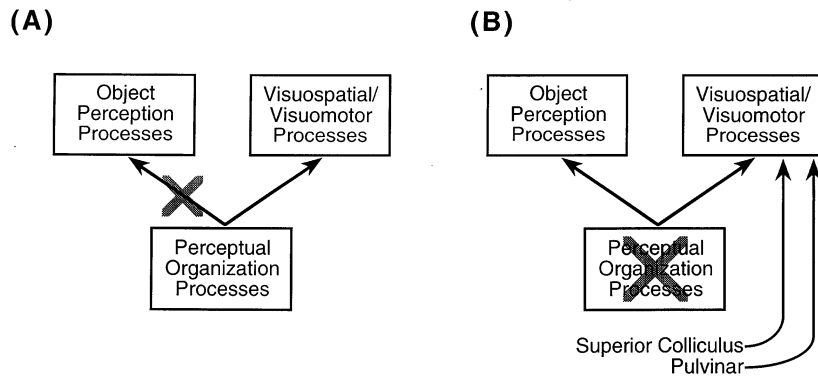 (A)
Object
Perception
Processes
Visuospatial/
Visuomotor
Processes
Perceptual
Organization
Processes
(B)
Object
Perception
Processes
Visuospatial/
Visuomotor
Processes
Perceptual
Organization
Processes
Superior Colliculus
Pulvinar